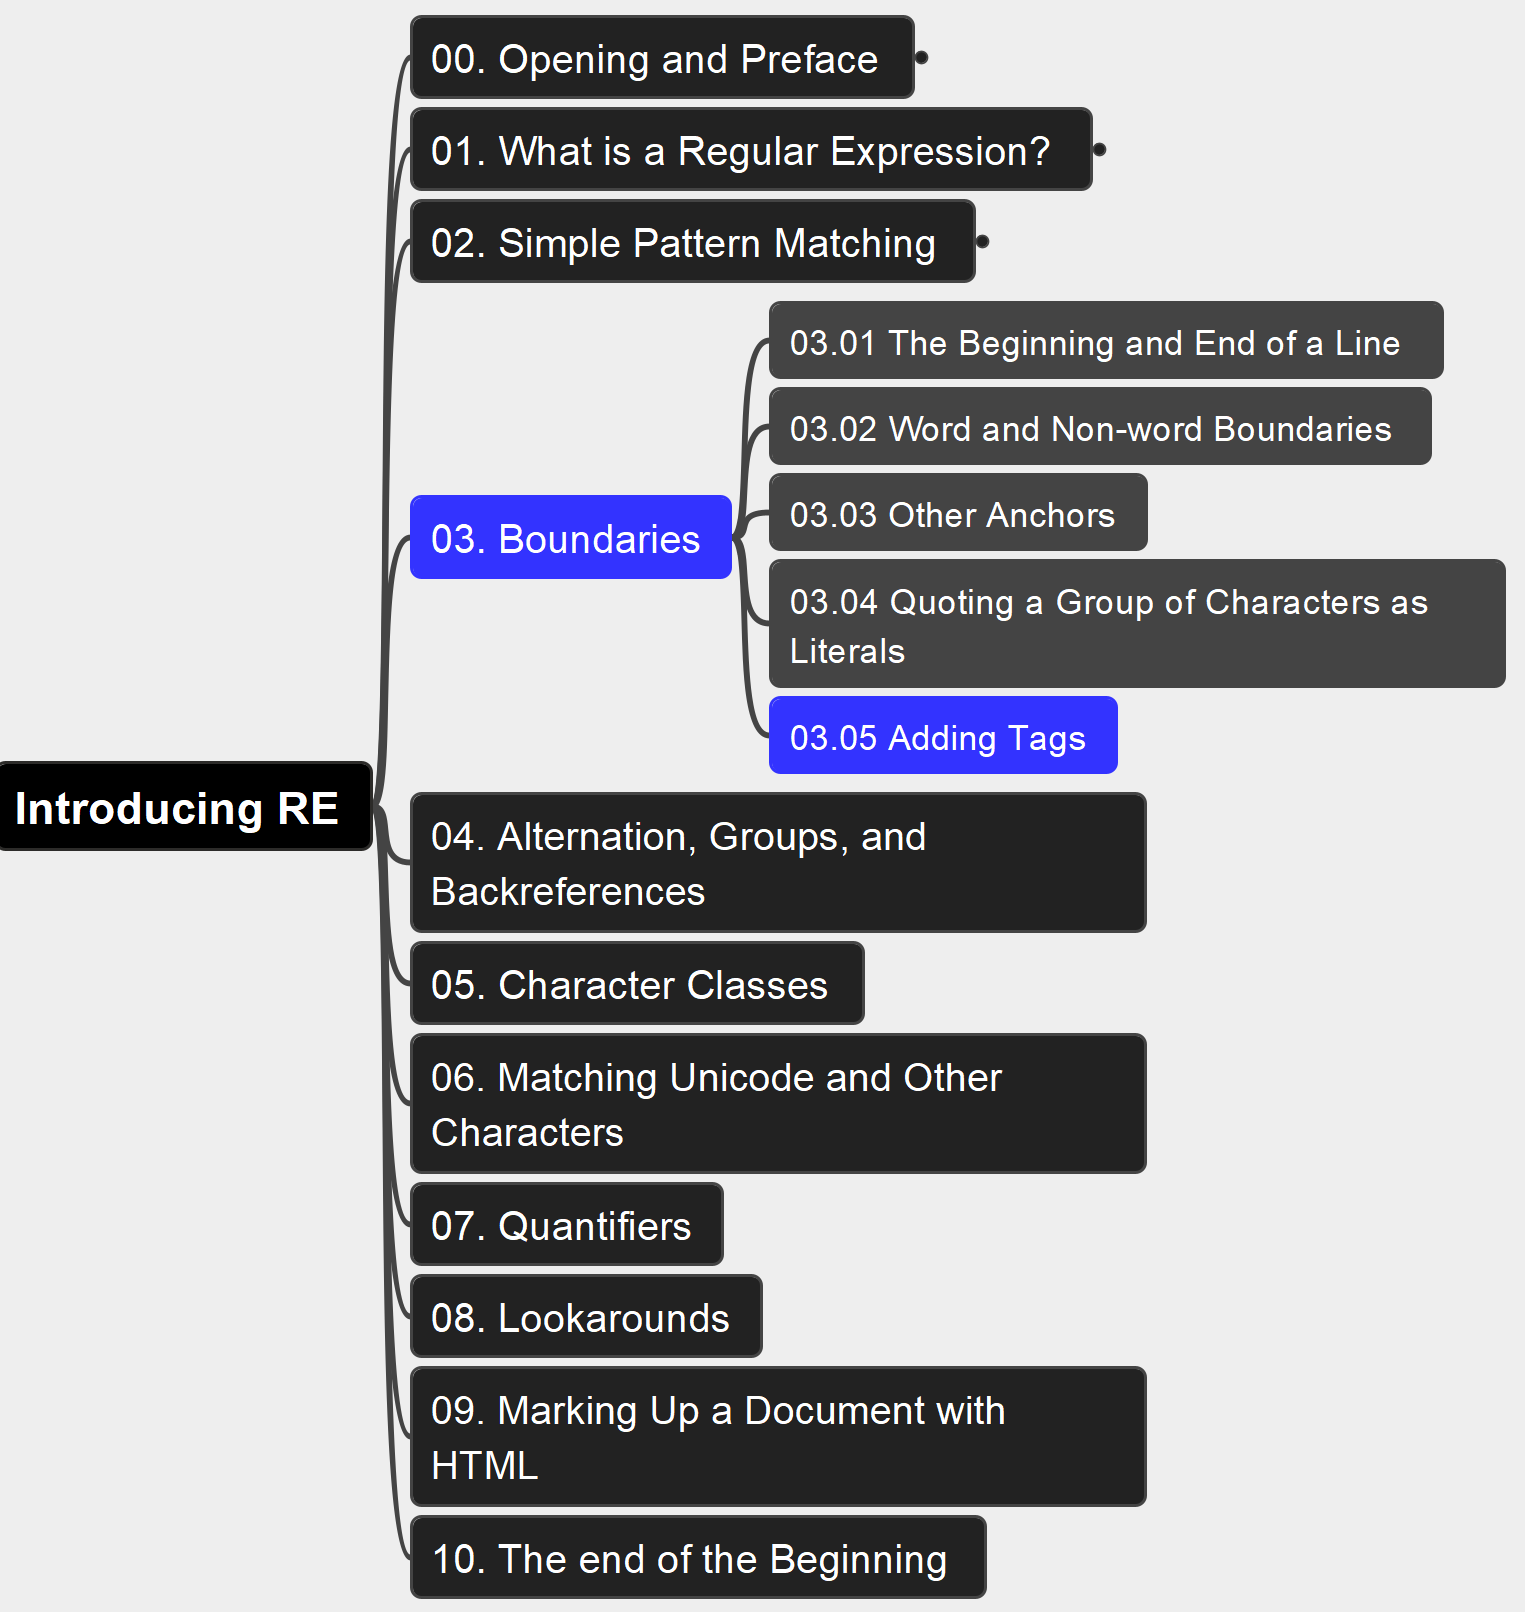 00. Opening and Preface
01. What is a Regular Expression?
02. Simple Pattern Matching
03. Boundaries
03.01 The Beginning and End of a Line
03.02 Word and Non-word Boundaries
03.03 Other Anchors
03.04 Quoting a Group of Characters as
Literals
03.05 Adding Tags
Introducing RE
04. Alternation, Groups, and
Backreferences
05. Character Classes
06. Matching Unicode and Other
Characters
07. Quantifiers
08. Lookarounds
09. Marking Up a Document with
HTML
10. The end of the Beginning